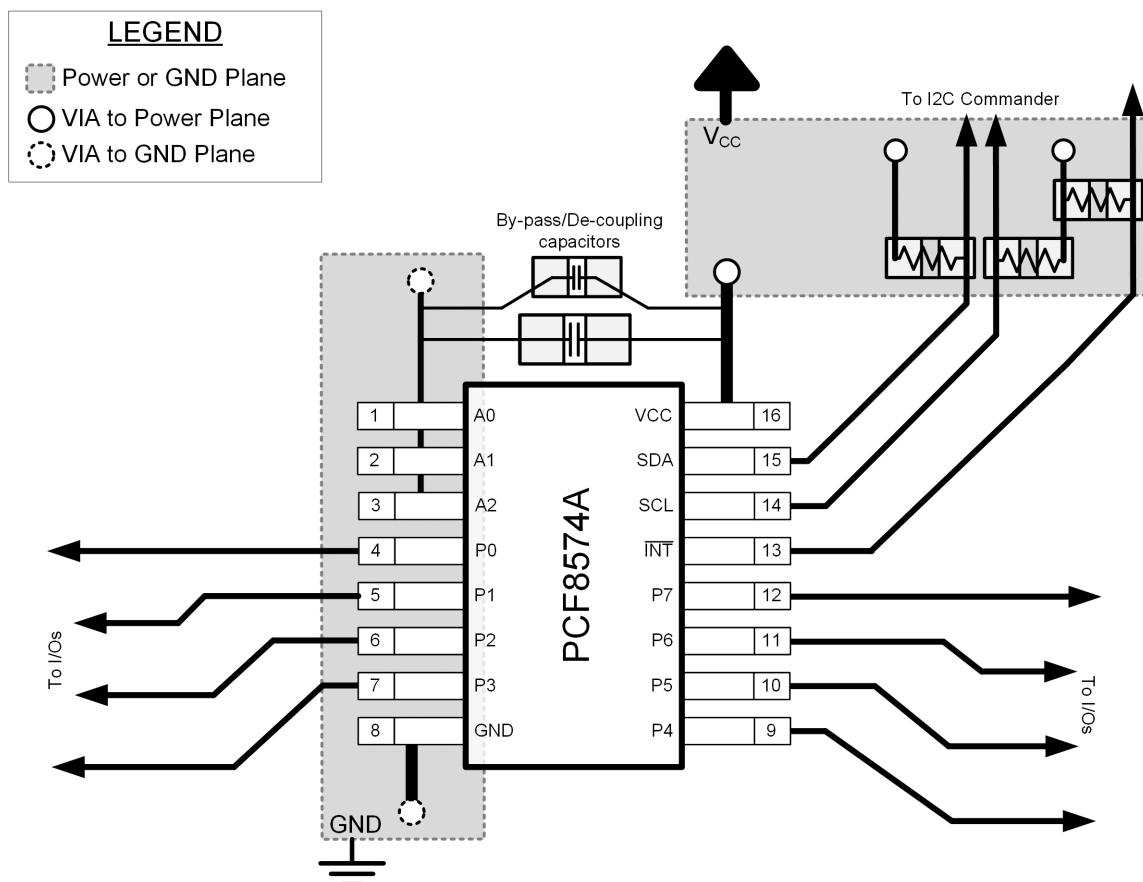 LEGEND
Power or GND Plane
VIA to Power Plane
VIA to GND Plane
To I2C Commander
VCC
By-pass/De-coupling
capacitors
1 A0
2 A1
3 A2
4 P0
5 P1
6 P2
7 P3
8 GND
PCF8574A
VCC 16
SDA 15
SCL 14
INT 13
P7 12
P6 11
P5 10
P4 9
To I/Os
To I/Os
GND